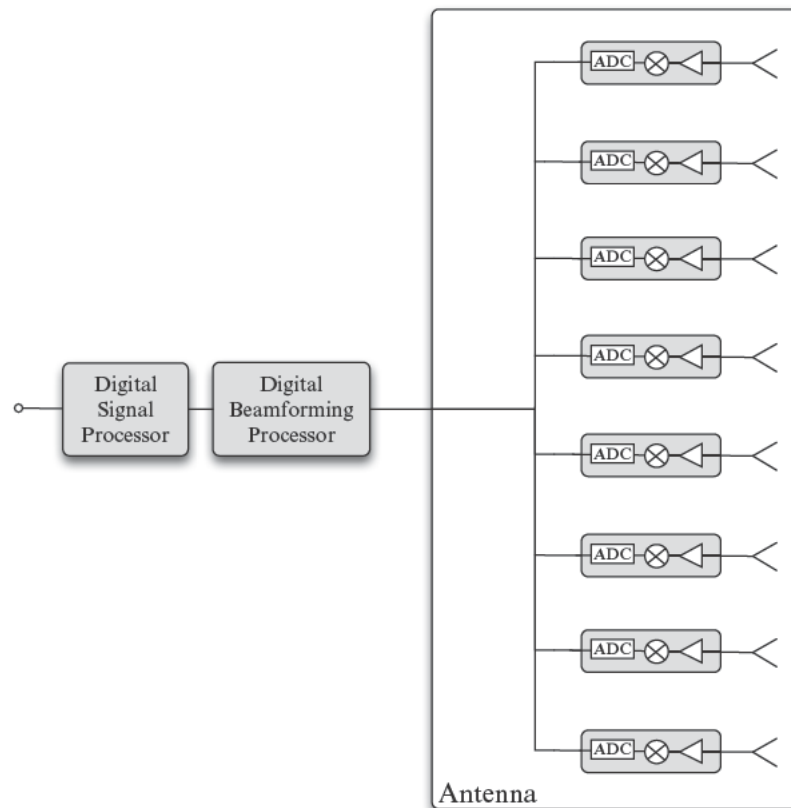 ADC
ADC
ADC
ADC
Digital
Signal
Processor
Digital
Beamforming
Processor
ADC
ADC
ADC
ADC
Antenna